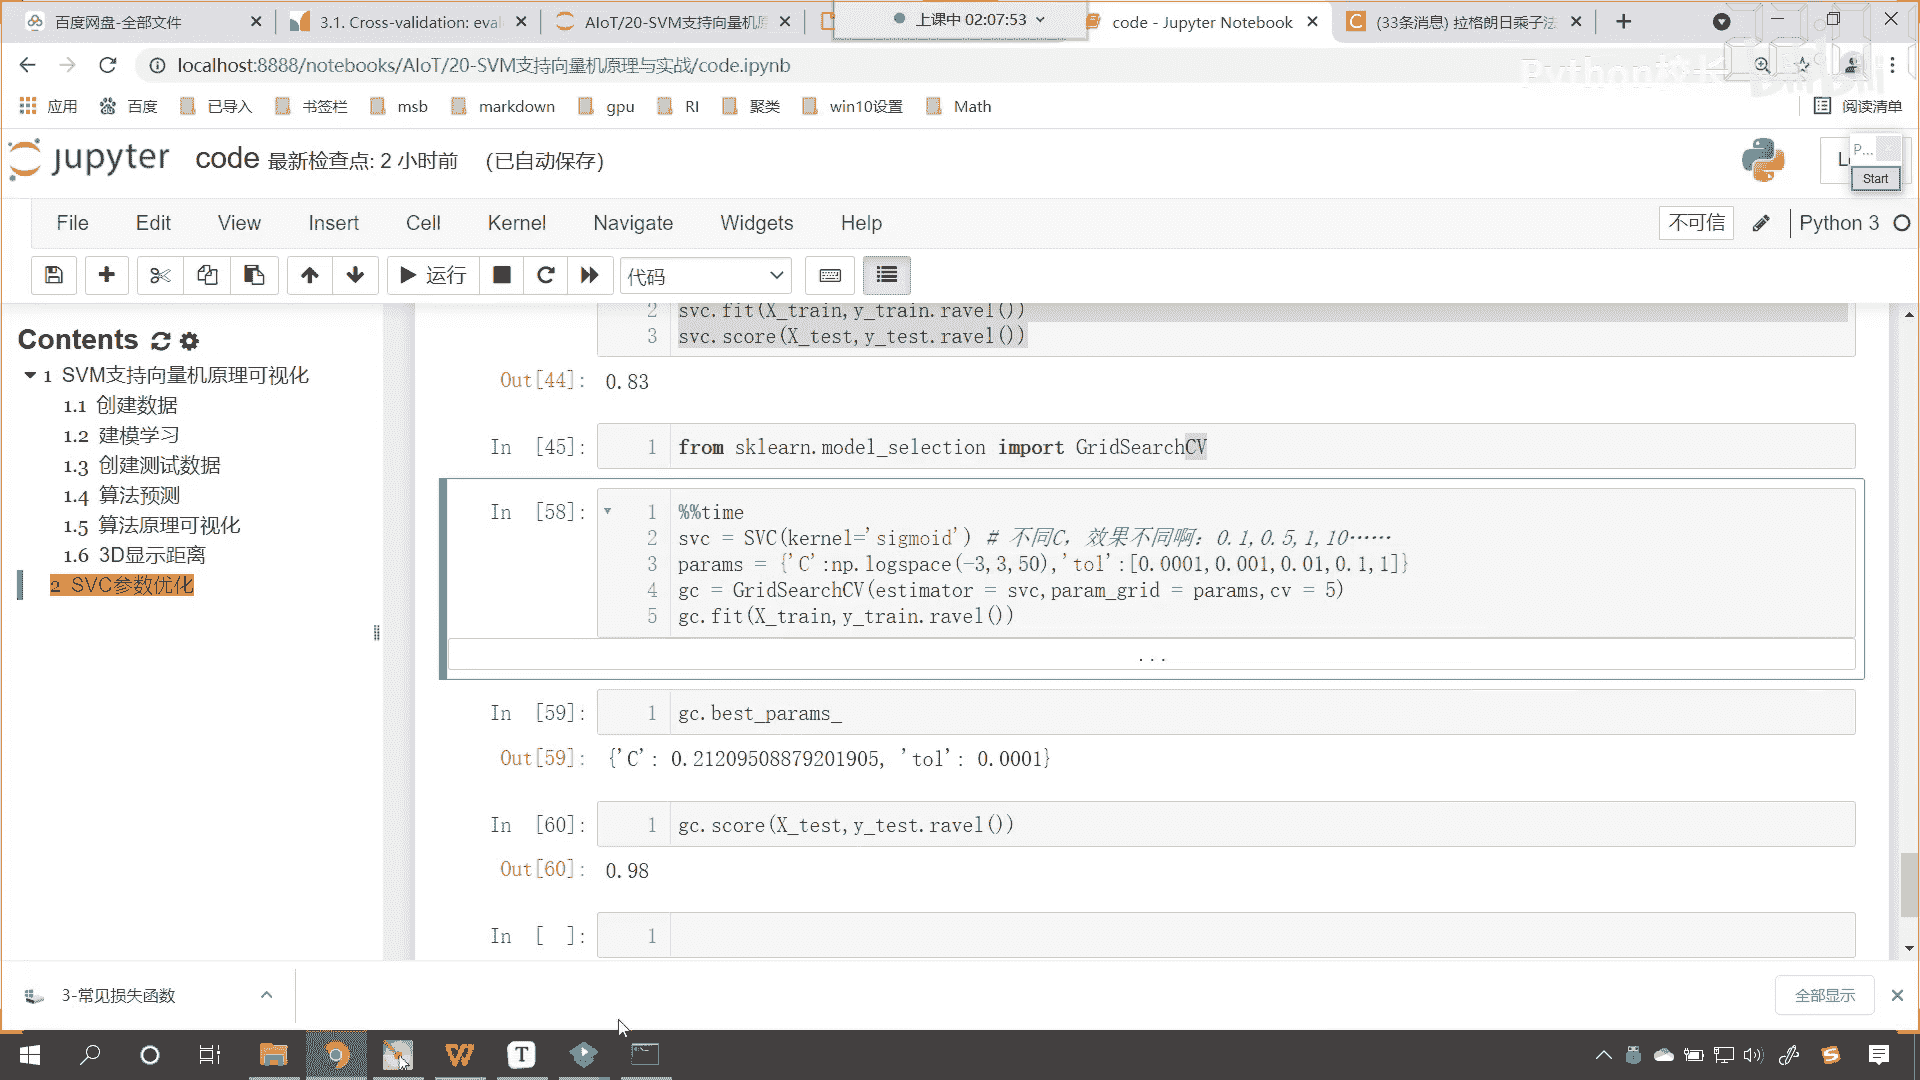 百度网盘-全部文件
3.1. Cross-validation: eval
AIoT/20-SVM支持向量机原
上课中 02:07:53
code - Jupyter Notebook
(33条消息) 拉格朗日乘子法
localhost:8888/notebooks/AIoT/20-SVM支持向量机原理与实战/code.ipynb
应用 百度 已导入 书签栏 msb markdown gpu RI 聚类 win10设置 Math 阅读清单
jupyter code 最新检查点: 2 小时前 (已自动保存)
P...
Start
File Edit View Insert Cell Kernel Navigate Widgets Help 不可信 Python 3
运行 代码
Contents
1 SVM支持向量机原理可视化
1.1 创建数据
1.2 建模学习
1.3 创建测试数据
1.4 算法预测
1.5 算法原理可视化
1.6 3D显示距离
2 SVC参数优化
2 svc.fit(X_train,y_train.ravel())
3 svc.score(X_test,y_test.ravel())
Out[44]: 0.83
In [45]: 1 from sklearn.model_selection import GridSearchCV
In [58]: 1 %%time
2 svc = SVC(kernel='sigmoid') # 不同C，效果不同啊：0.1,0.5,1,10……
3 params = {'C':np.logspace(-3,3,50),'tol':[0.0001,0.001,0.01,0.1,1]}
4 gc = GridSearchCV(estimator = svc,param_grid = params,cv = 5)
5 gc.fit(X_train,y_train.ravel())
...
In [59]: 1 gc.best_params_
Out[59]: {'C': 0.21209508879201905, 'tol': 0.0001}
In [60]: 1 gc.score(X_test,y_test.ravel())
Out[60]: 0.98
In [ ]: 1
3-常见损失函数
全部显示